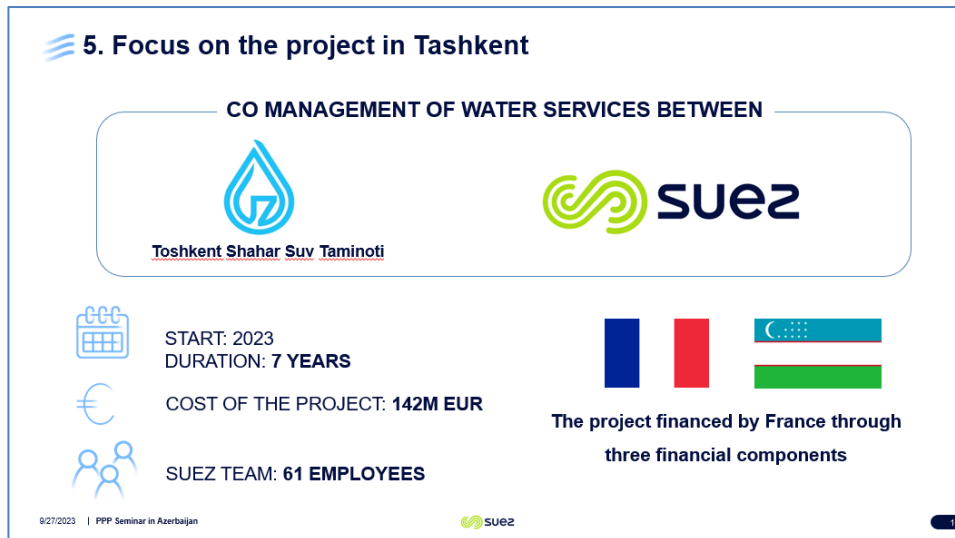 5. Focus on the project in Tashkent
CO MANAGEMENT OF WATER SERVICES BETWEEN
Toshkent Shahar Suv Taminoti
suez
START: 2023
DURATION: 7 YEARS
COST OF THE PROJECT: 142M EUR
SUEZ TEAM: 61 EMPLOYEES
The project financed by France through
three financial components
9/27/2023 | PPP Seminar in Azerbaijan
suez